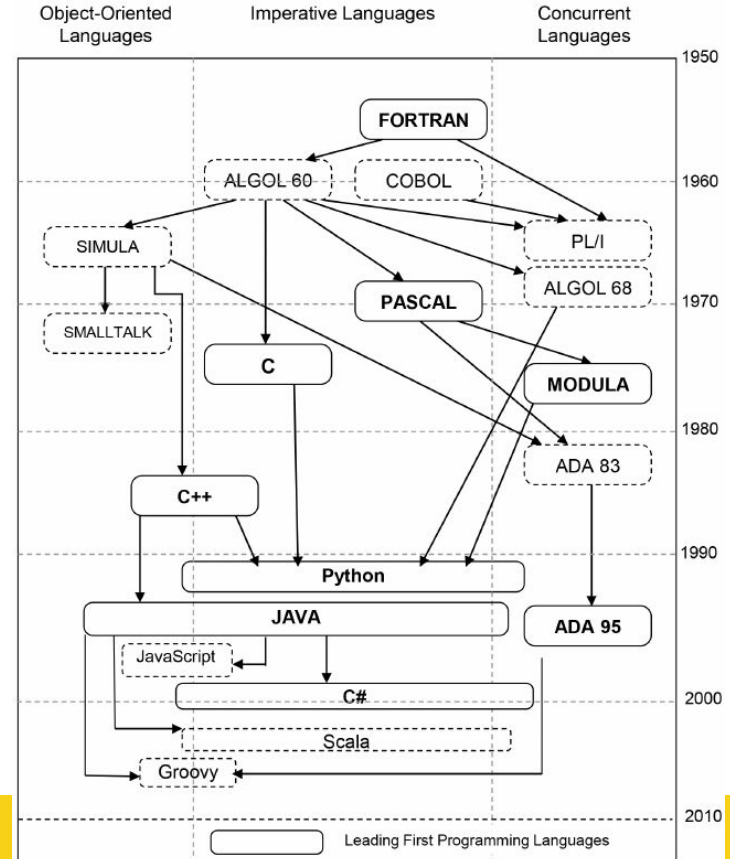 Object-Oriented
Languages
Imperative Languages
Concurrent
Languages
1950
FORTRAN
ALGOL 60
COBOL
1960
SIMULA
PL/I
ALGOL 68
PASCAL
1970
SMALLTALK
C
MODULA
1980
ADA 83
C++
1990
Python
JAVA
ADA 95
JavaScript
C#
2000
Scala
Groovy
2010
Leading First Programming Languages